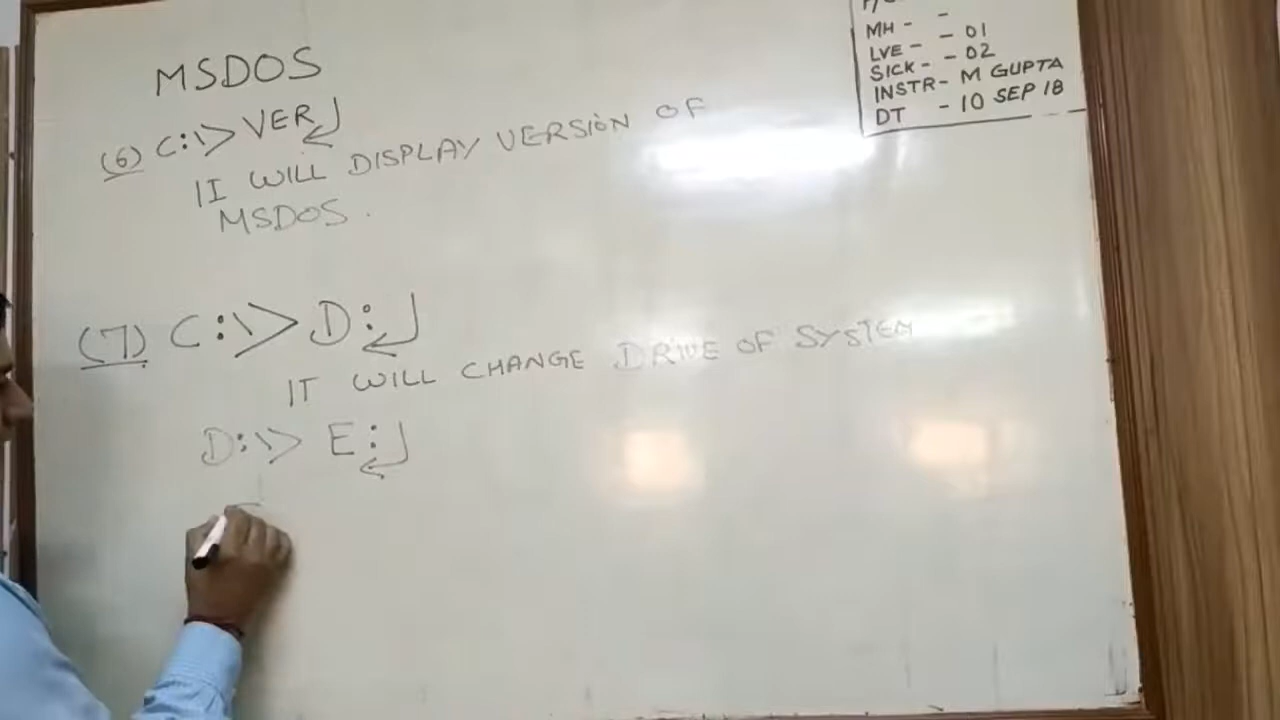 MSDOS
(6) C:\> VER ↵
II WILL DISPLAY VERSION OF
MSDOS.
(7) C:\> D: ↵
IT WILL CHANGE DRIVE OF SYSTEM
D:\> E: ↵
MH - -
LVE - - 01
SICK - - 02
INSTR - M GUPTA
DT - 10 SEP 18